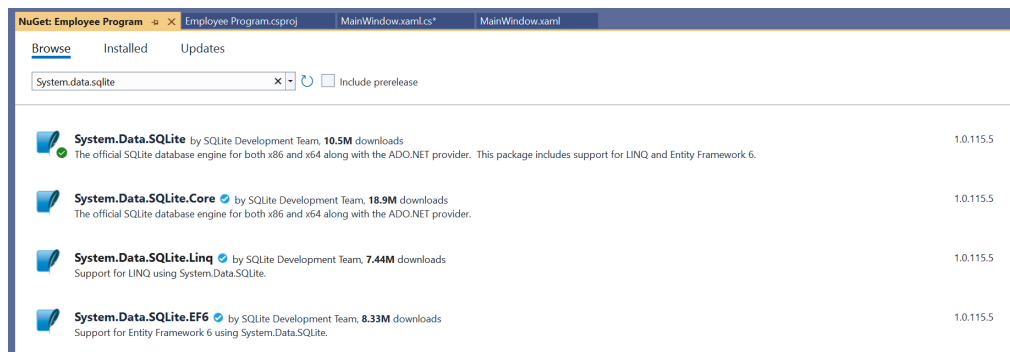 NuGet: Employee Program Employee Program.csproj MainWindow.xaml.cs* MainWindow.xaml
Browse Installed Updates
System.data.sqlite Include prerelease
System.Data.SQLite by SQLite Development Team, 10.5M downloads 1.0.115.5
The official SQLite database engine for both x86 and x64 along with the ADO.NET provider. This package includes support for LINQ and Entity Framework 6.
System.Data.SQLite.Core by SQLite Development Team, 18.9M downloads 1.0.115.5
The official SQLite database engine for both x86 and x64 along with the ADO.NET provider.
System.Data.SQLite.Linq by SQLite Development Team, 7.44M downloads 1.0.115.5
Support for LINQ using System.Data.SQLite.
System.Data.SQLite.EF6 by SQLite Development Team, 8.33M downloads 1.0.115.5
Support for Entity Framework 6 using System.Data.SQLite.